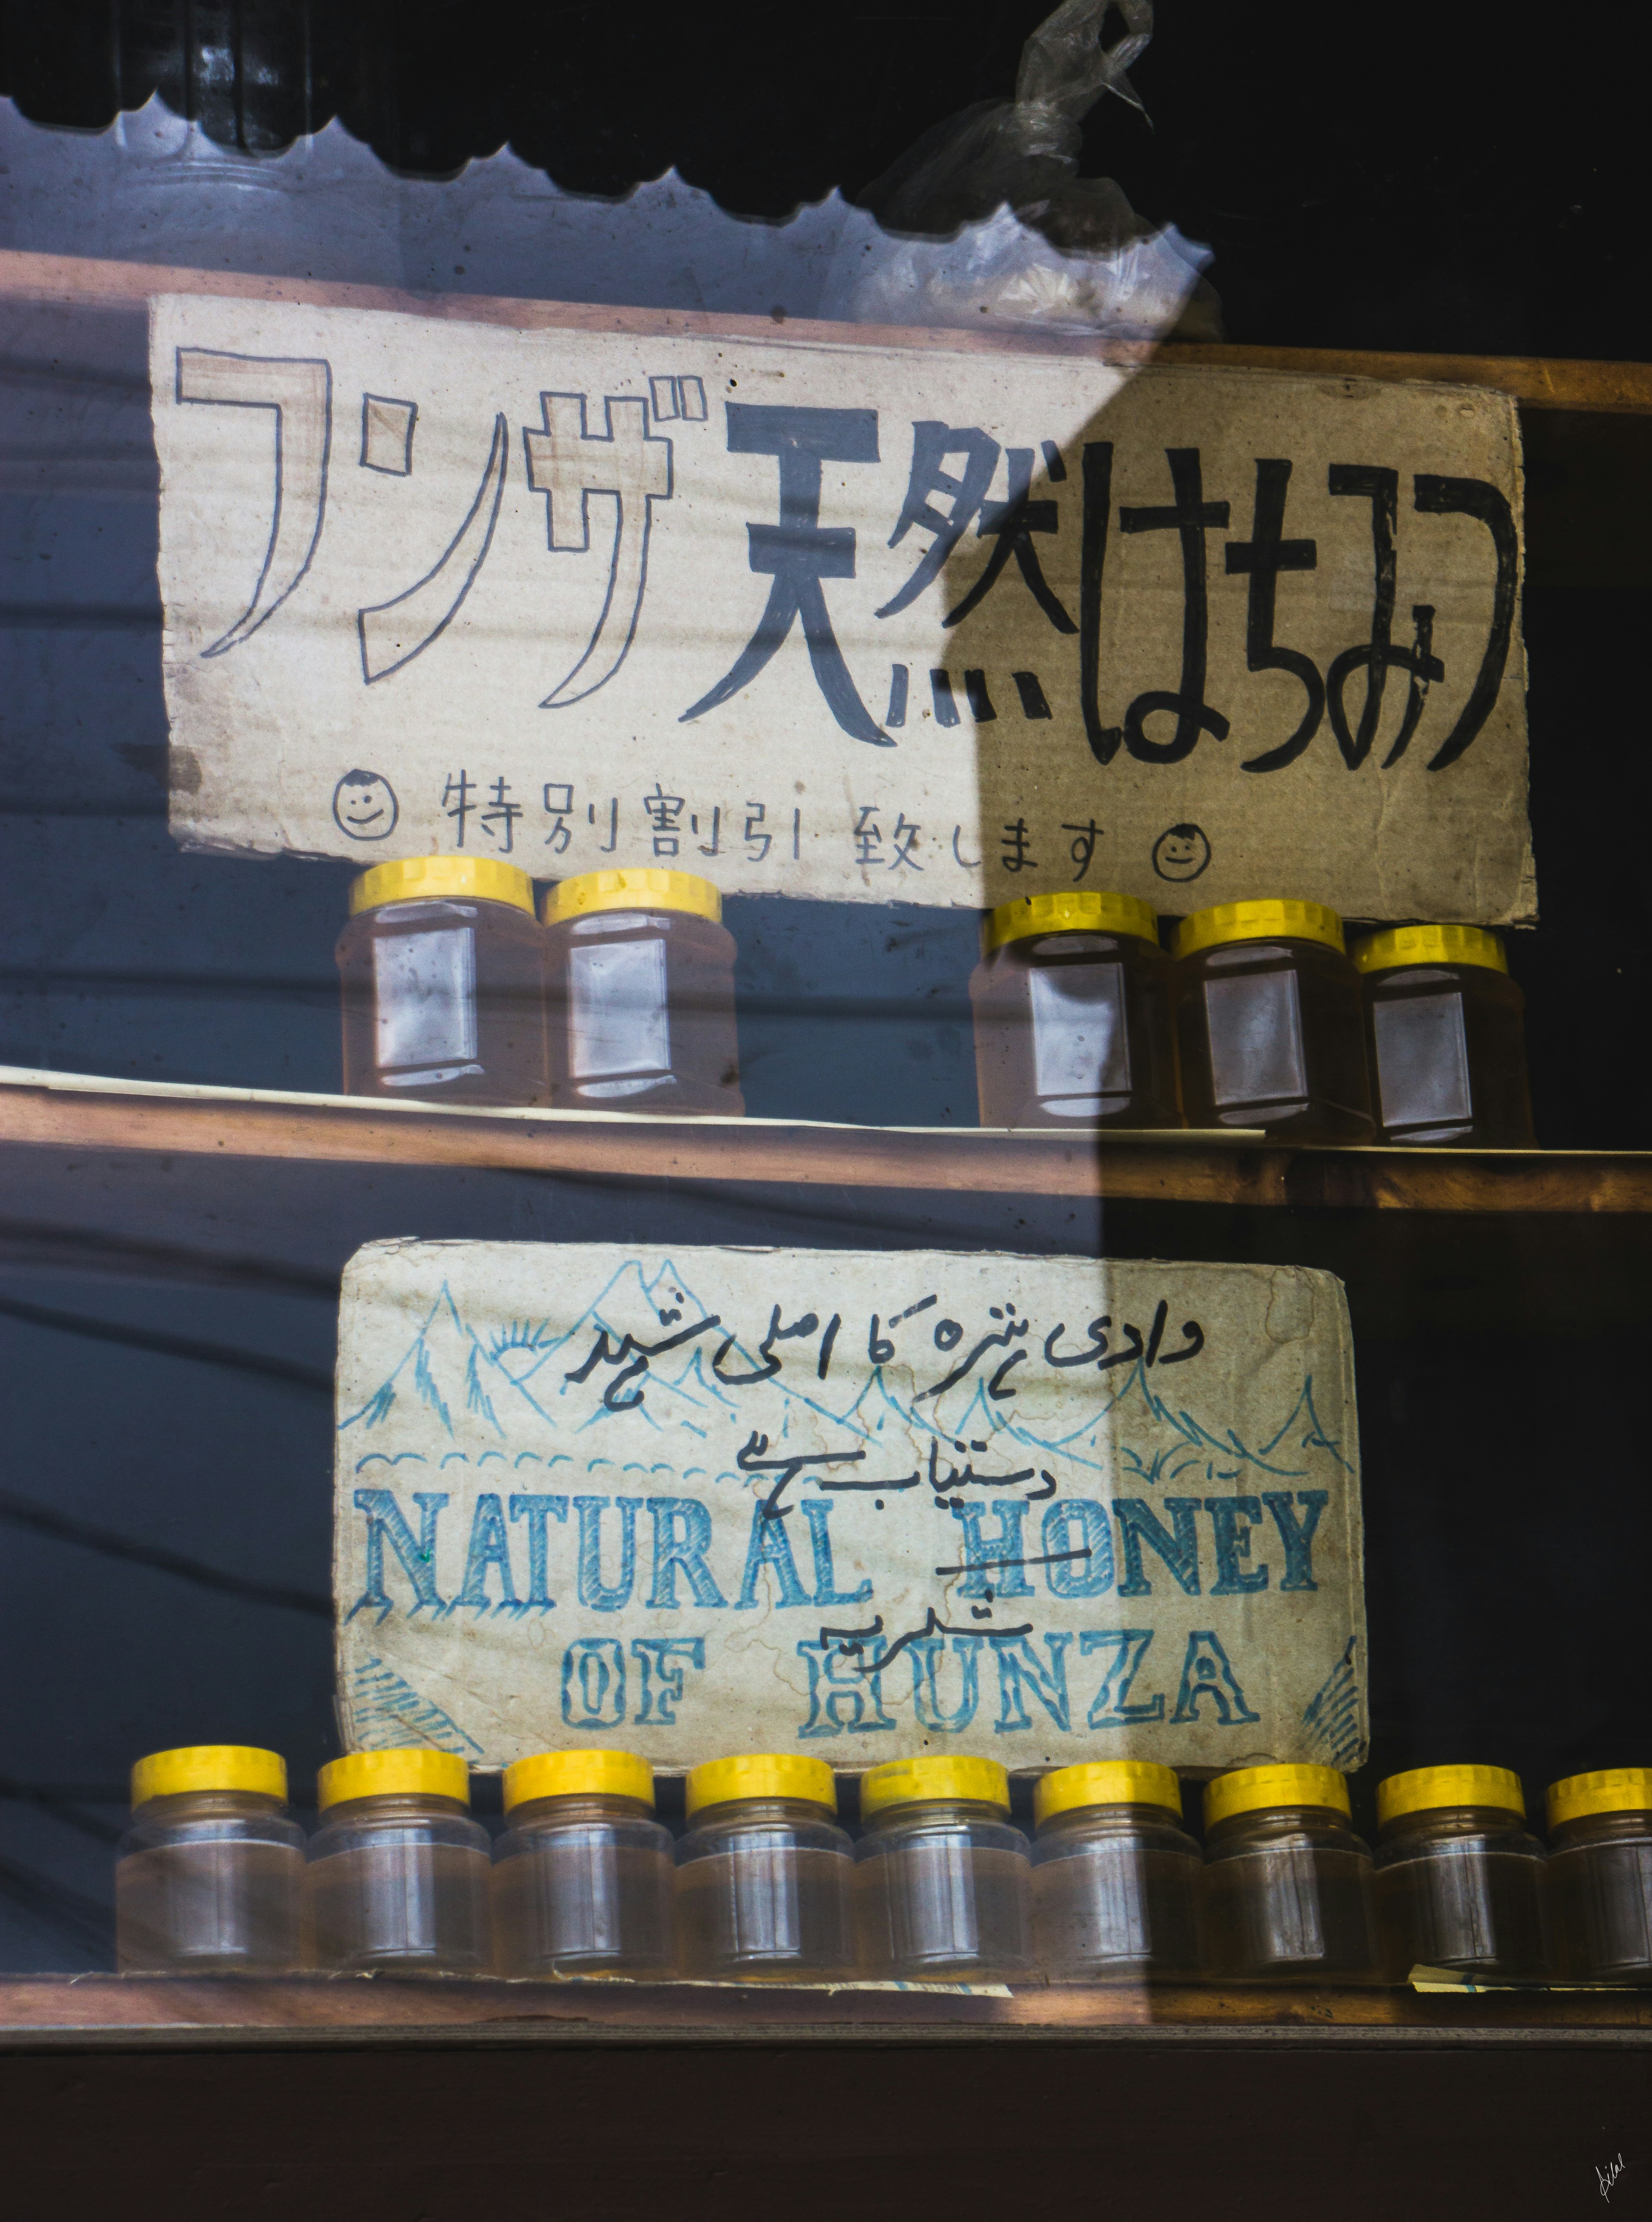 フンザ天然はちみつ
特別割引致します
وادی ہنزہ کا اصلی شہد
دستیاب ہے
NATURAL HONEY
شکریہ
OF HUNZA